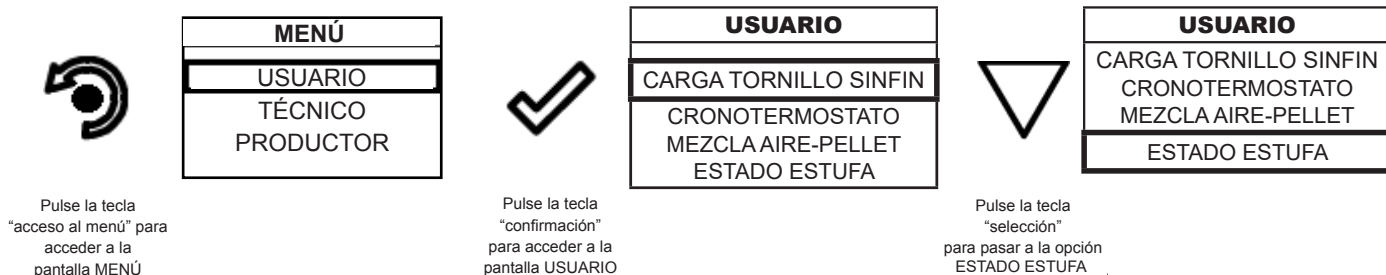 MENÚ
USUARIO
TÉCNICO
PRODUCTOR
Pulse la tecla
“acceso al menú” para
acceder a la
pantalla MENÚ
USUARIO
CARGA TORNILLO SINFIN
CRONOTERMOSTATO
MEZCLA AIRE-PELLET
ESTADO ESTUFA
Pulse la tecla
“confirmación”
para acceder a la
pantalla USUARIO
USUARIO
CARGA TORNILLO SINFIN
CRONOTERMOSTATO
MEZCLA AIRE-PELLET
ESTADO ESTUFA
Pulse la tecla
“selección”
para pasar a la opción
ESTADO ESTUFA